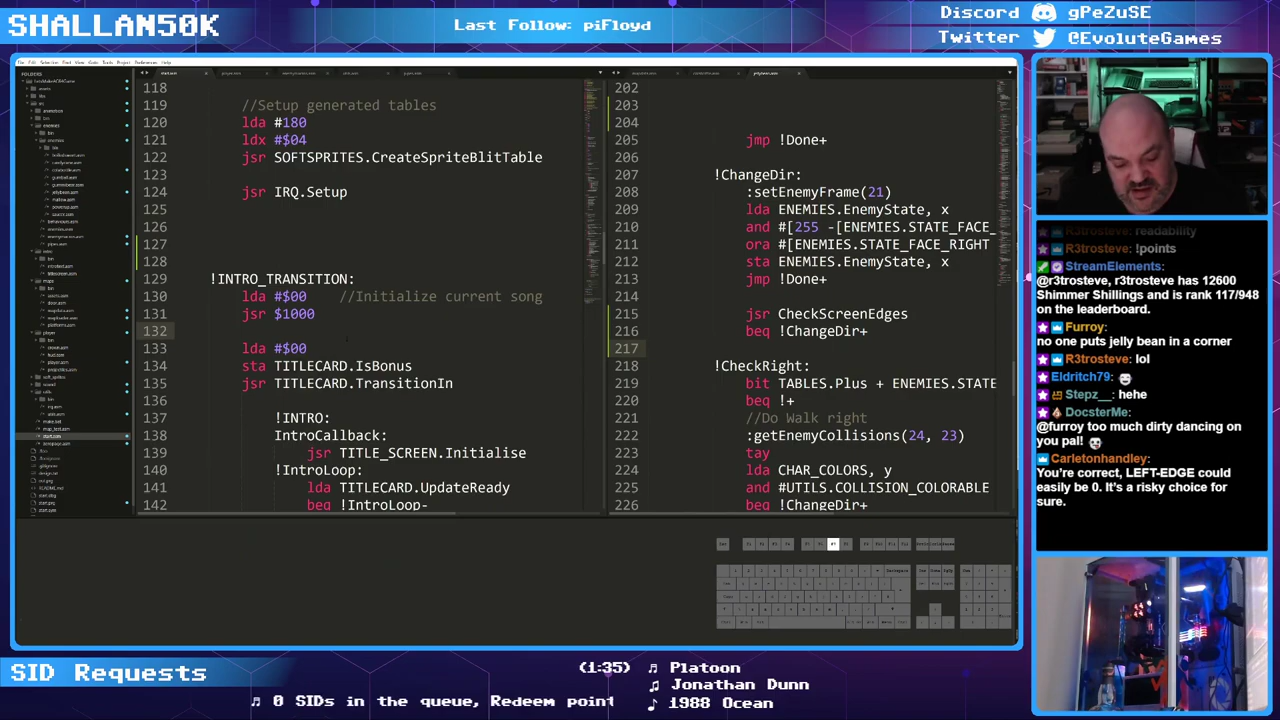 SHALLAN50K
Last Follow: piFloyd
Discord gPeZuSE
Twitter @EvoluteGames
FOLDERS
118
119 //Setup generated tables
120 lda #180
121 ldx #$04
122 jsr SOFTSPRITES.CreateSpriteBlitTable
123
124 jsr IRQ.Setup
125
126
127
128
129 !INTRO_TRANSITION:
130 lda #$00 //Initialize current song
131 jsr $1000
132
133 lda #$00
134 sta TITLECARD.IsBonus
135 jsr TITLECARD.TransitionIn
136
137 !INTRO:
138 IntroCallback:
139 jsr TITLE_SCREEN.Initialise
140 !IntroLoop:
141 lda TITLECARD.UpdateReady
142 beq !IntroLoop-
202
203
204
205 jmp !Done+
206
207 !ChangeDir:
208 :setEnemyFrame(21)
209 lda ENEMIES.EnemyState, x
210 and #[255 -[ENEMIES.STATE_FACE_
211 ora #[ENEMIES.STATE_FACE_RIGHT
212 sta ENEMIES.EnemyState, x
213 jmp !Done+
214
215 jsr CheckScreenEdges
216 beq !ChangeDir+
217
218 !CheckRight:
219 bit TABLES.Plus + ENEMIES.STATE
220 beq !+
221 //Do Walk right
222 :getEnemyCollisions(24, 23)
223 tay
224 lda CHAR_COLORS, y
225 and #UTILS.COLLISION_COLORABLE
226 beq !ChangeDir+
R3trosteve: readability
R3trosteve: !points
StreamElements:
@r3trosteve, r3trosteve has 12600
Shimmer Shillings and is rank 117/948
on the leaderboard.
Furroy:
no one puts jelly bean in a corner
R3trosteve: lol
Eldritch79:
Stepz__: hehe
DocsterMe:
@furroy too much dirty dancing on
you pal!
Carletonhandley:
You're correct, LEFT-EDGE could
easily be 0. It's a risky choice for
sure.
SID Requests
0 SIDs in the queue, Redeem point
(1:35) Platoon
Jonathan Dunn
1988 Ocean